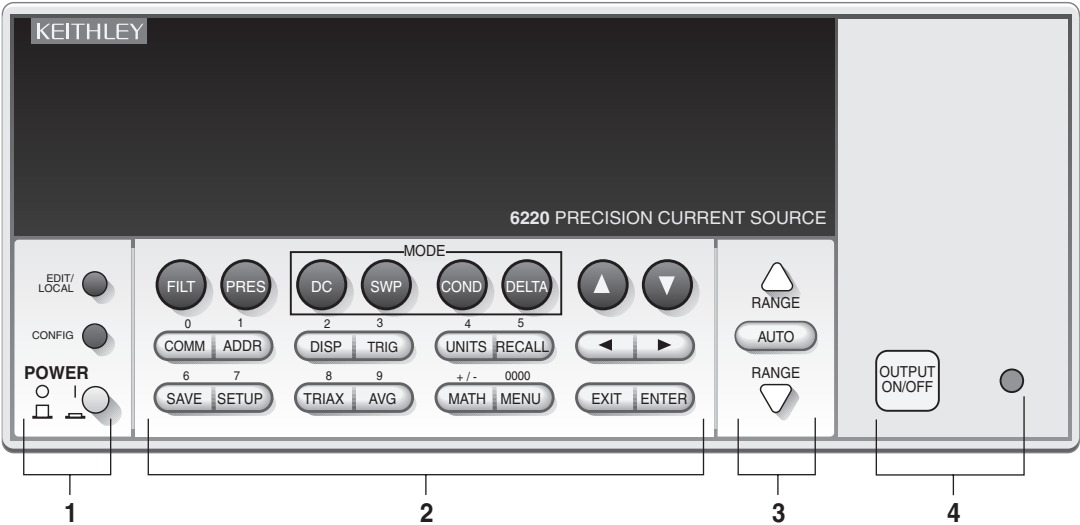 KEITHLEY
6220 PRECISION CURRENT SOURCE
MODE
EDIT/
LOCAL
FILT PRES DC SWP COND DELTA
RANGE
0 1 2 3 4 5
CONFIG
COMM ADDR DISP TRIG UNITS RECALL
AUTO
POWER
6 7 8 9 +/- 0000
RANGE
SAVE SETUP TRIAX AVG MATH MENU EXIT ENTER
OUTPUT
ON/OFF
1 2 3 4